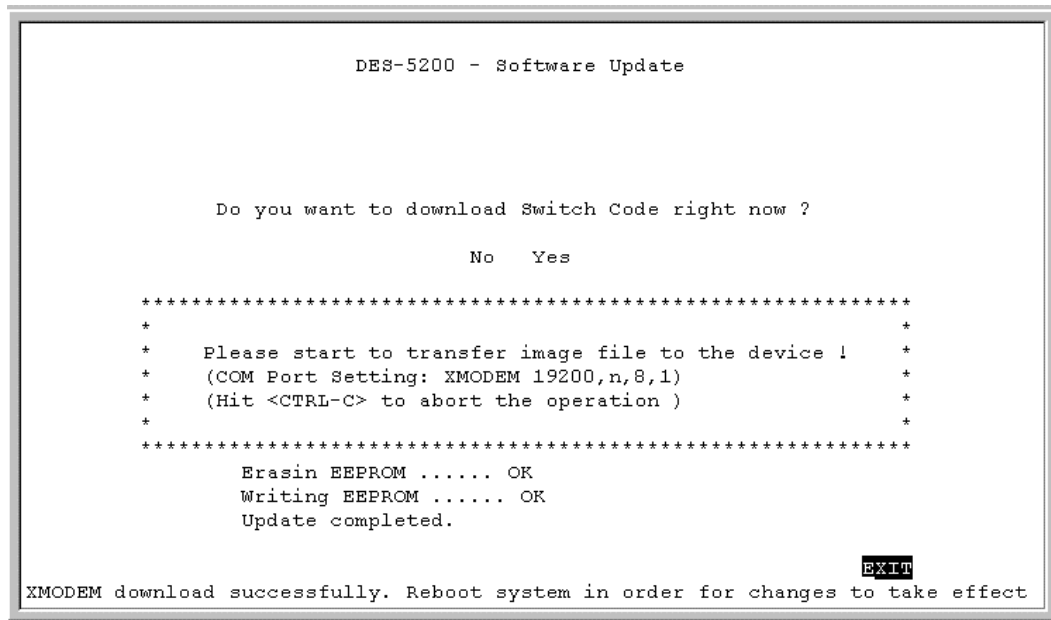 DES-5200 - Software Update
Do you want to download Switch Code right now ?
No Yes
*************************************************************
* *
* Please start to transfer image file to the device ! *
* (COM Port Setting: XMODEM 19200,n,8,1) *
* (Hit <CTRL-C> to abort the operation ) *
* *
*************************************************************
Erasin EEPROM ...... OK
Writing EEPROM ...... OK
Update completed.
EXIT
XMODEM download successfully. Reboot system in order for changes to take effect